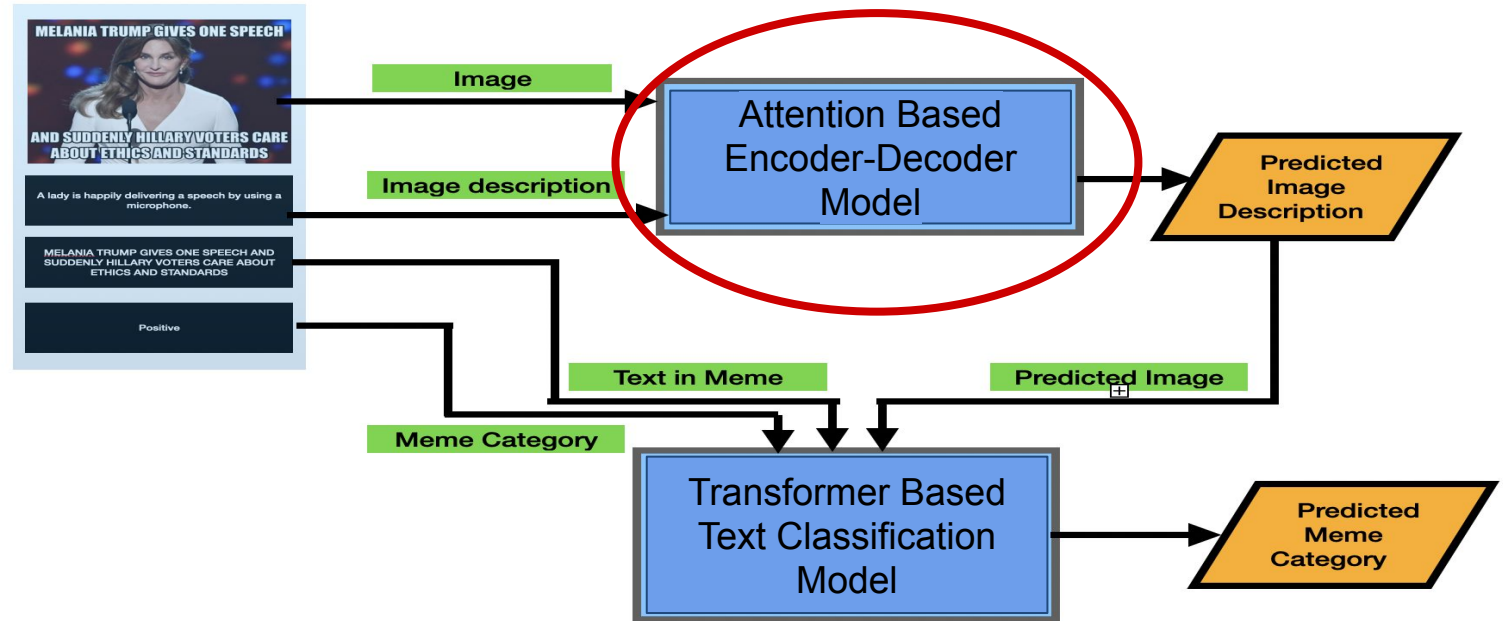 MELANIA TRUMP GIVES ONE SPEECH
AND SUDDENLY HILLARY VOTERS CARE
ABOUT ETHICS AND STANDARDS
A lady is happily delivering a speech by using a
microphone.
MELANIA TRUMP GIVES ONE SPEECH AND
SUDDENLY HILLARY VOTERS CARE ABOUT
ETHICS AND STANDARDS
Positive
Image
Image description
Attention Based
Encoder-Decoder
Model
Predicted
Image
Description
Text in Meme
Predicted Image
Meme Category
Transformer Based
Text Classification
Model
Predicted
Meme
Category